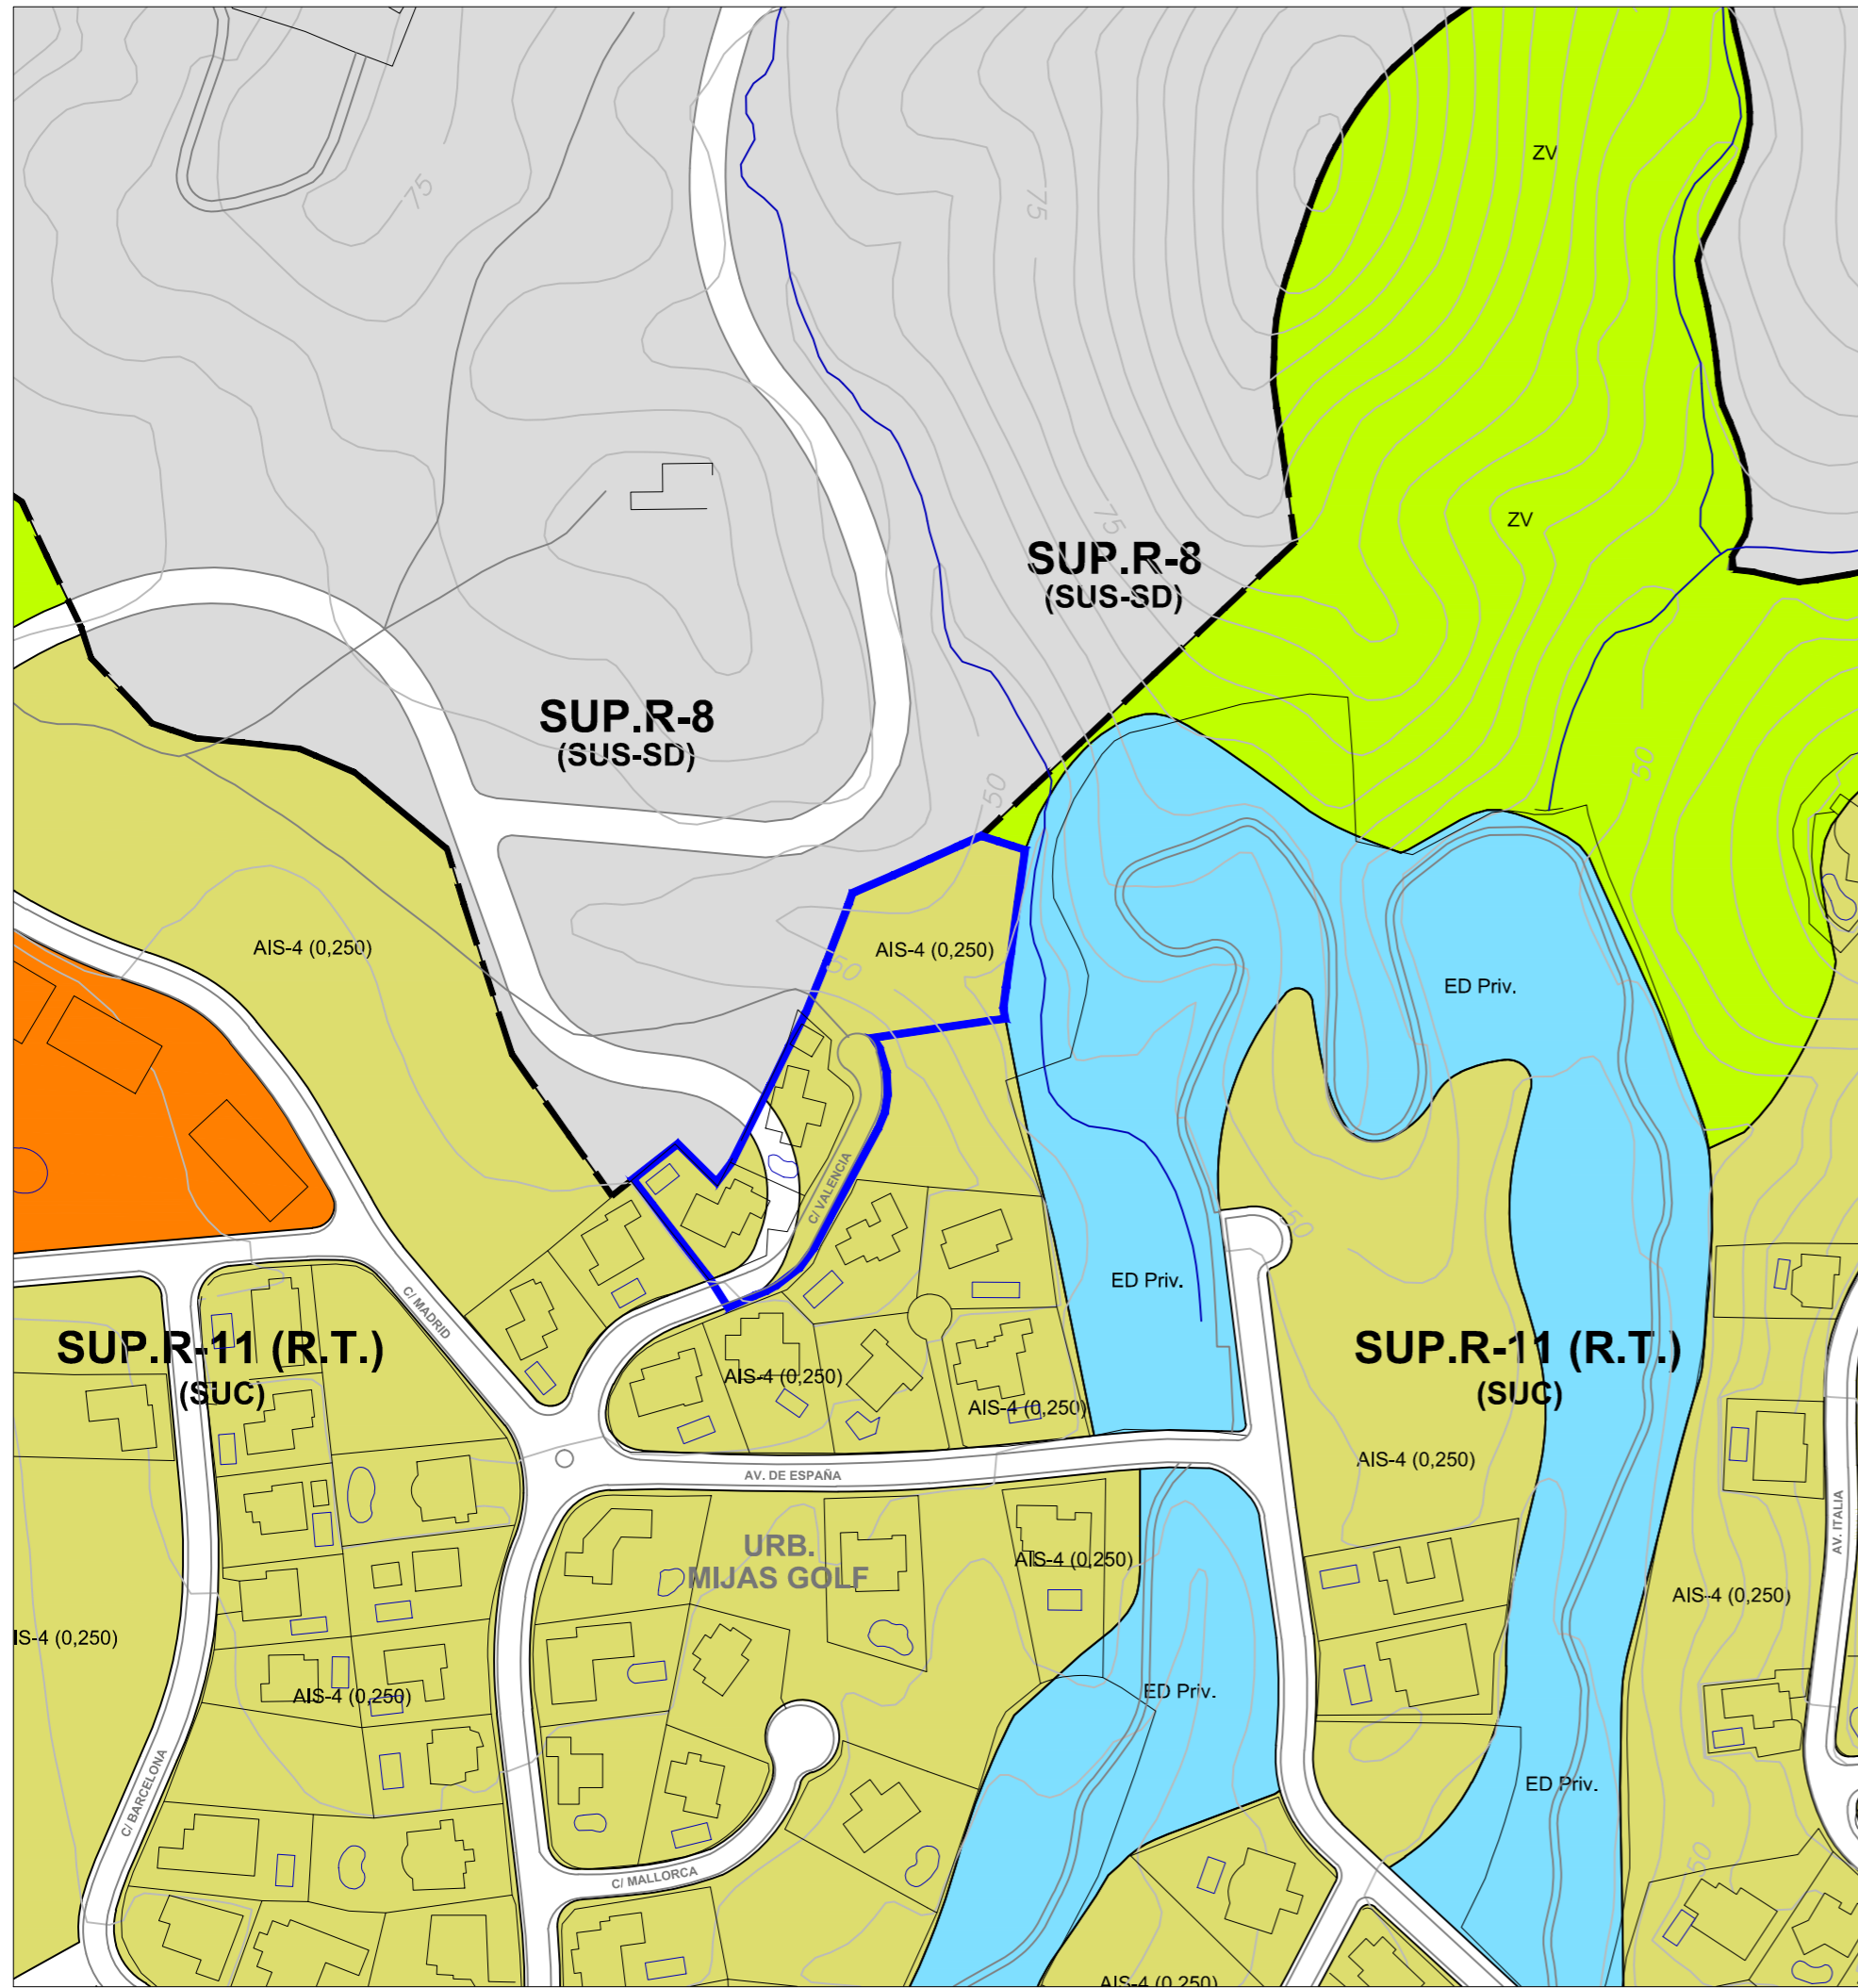 ZV
75
75
ZV
75
SUP.R-8
(SUS-SD)
SUP.R-8
(SUS-SD)
50
50
AIS-4 (0,250)
AIS-4 (0,250)
50
ED Priv.
C/ VALENCIA
50
ED Priv.
C/ MADRID
SUP.R-11 (R.T.)
(SUC)
SUP.R-11 (R.T.)
(SUC)
AIS-4 (0,250)
AIS-4 (0,250)
AIS-4 (0,250)
AV. DE ESPAÑA
AV. ITALIA
URB.
MIJAS GOLF
AIS-4 (0,250)
AIS-4 (0,250)
IS-4 (0,250)
AIS-4 (0,250)
ED Priv.
C/ BARCELONA
ED Priv.
50
C/ MALLORCA
AIS-4 (0,250)